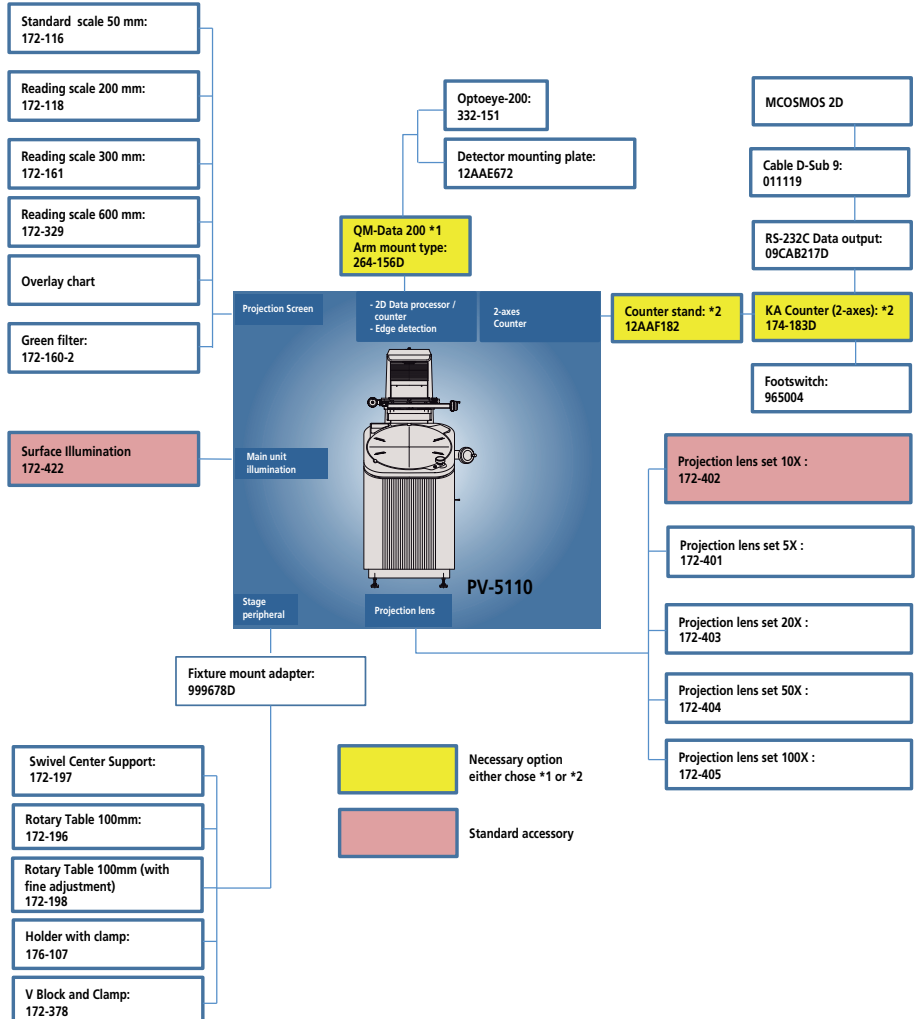 Standard scale 50 mm:
172-116
Reading scale 200 mm:
172-118
Reading scale 300 mm:
172-161
Reading scale 600 mm:
172-329
Overlay chart
Green filter:
172-160-2
Surface Illumination
172-422
Optoeye-200:
332-151
Detector mounting plate:
12AAE672
QM-Data 200 *1
Arm mount type:
264-156D
MCOSMOS 2D
Cable D-Sub 9:
011119
RS-232C Data output:
09CAB217D
Counter stand: *2
12AAF182
KA Counter (2-axes): *2
174-183D
Footswitch:
965004
Projection Screen
- 2D Data processor /
counter
- Edge detection
2-axes
Counter
Main unit
illumination
PV-5110
Stage
peripheral
Projection lens
Projection lens set 10X :
172-402
Projection lens set 5X :
172-401
Projection lens set 20X :
172-403
Projection lens set 50X :
172-404
Projection lens set 100X :
172-405
Fixture mount adapter:
999678D
Swivel Center Support:
172-197
Rotary Table 100mm:
172-196
Rotary Table 100mm (with
fine adjustment)
172-198
Holder with clamp:
176-107
V Block and Clamp:
172-378
Necessary option
either chose *1 or *2
Standard accessory